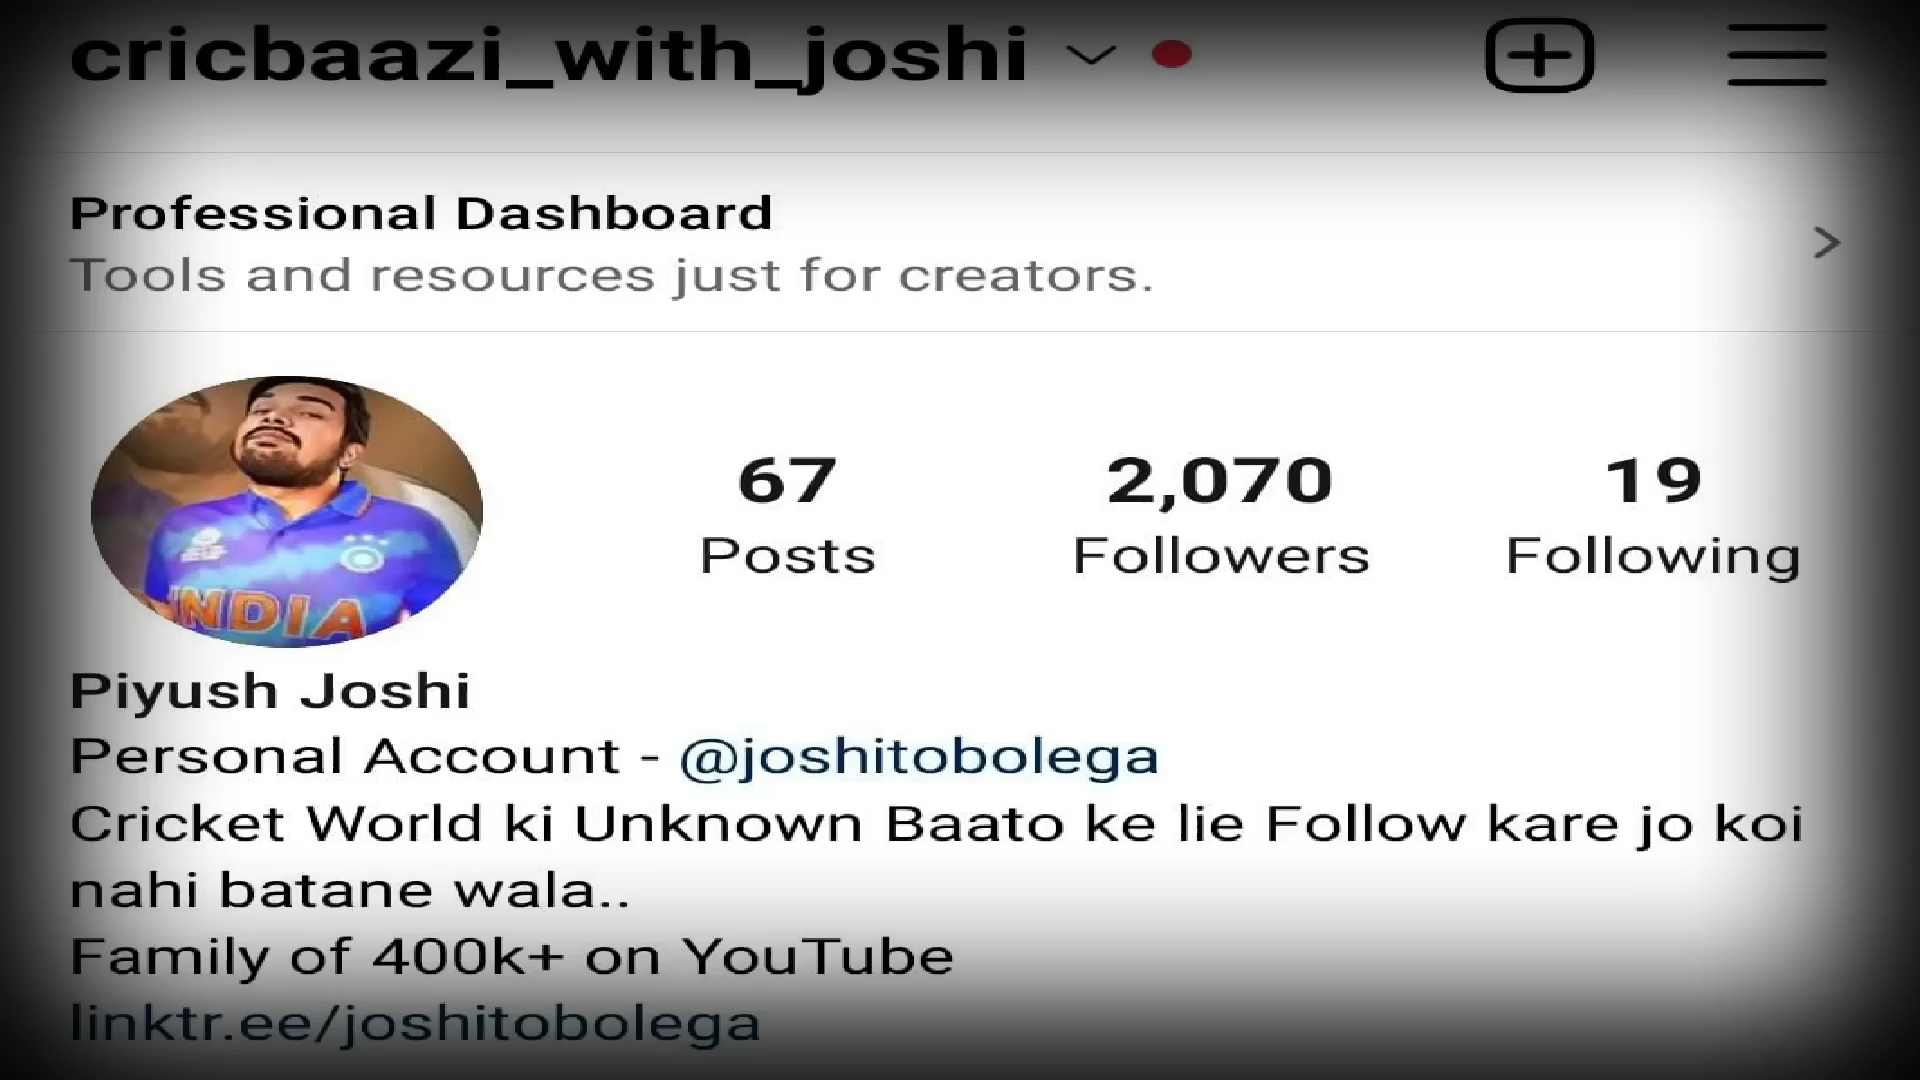 cricbaazi_with_joshi
Professional Dashboard
Tools and resources just for creators.
INDIA
67
Posts
2,070
Followers
19
Following
Piyush Joshi
Personal Account - @joshitobolega
Cricket World ki Unknown Baato ke lie Follow kare jo koi
nahi batane wala..
Family of 400k+ on YouTube
linktr.ee/joshitobolega